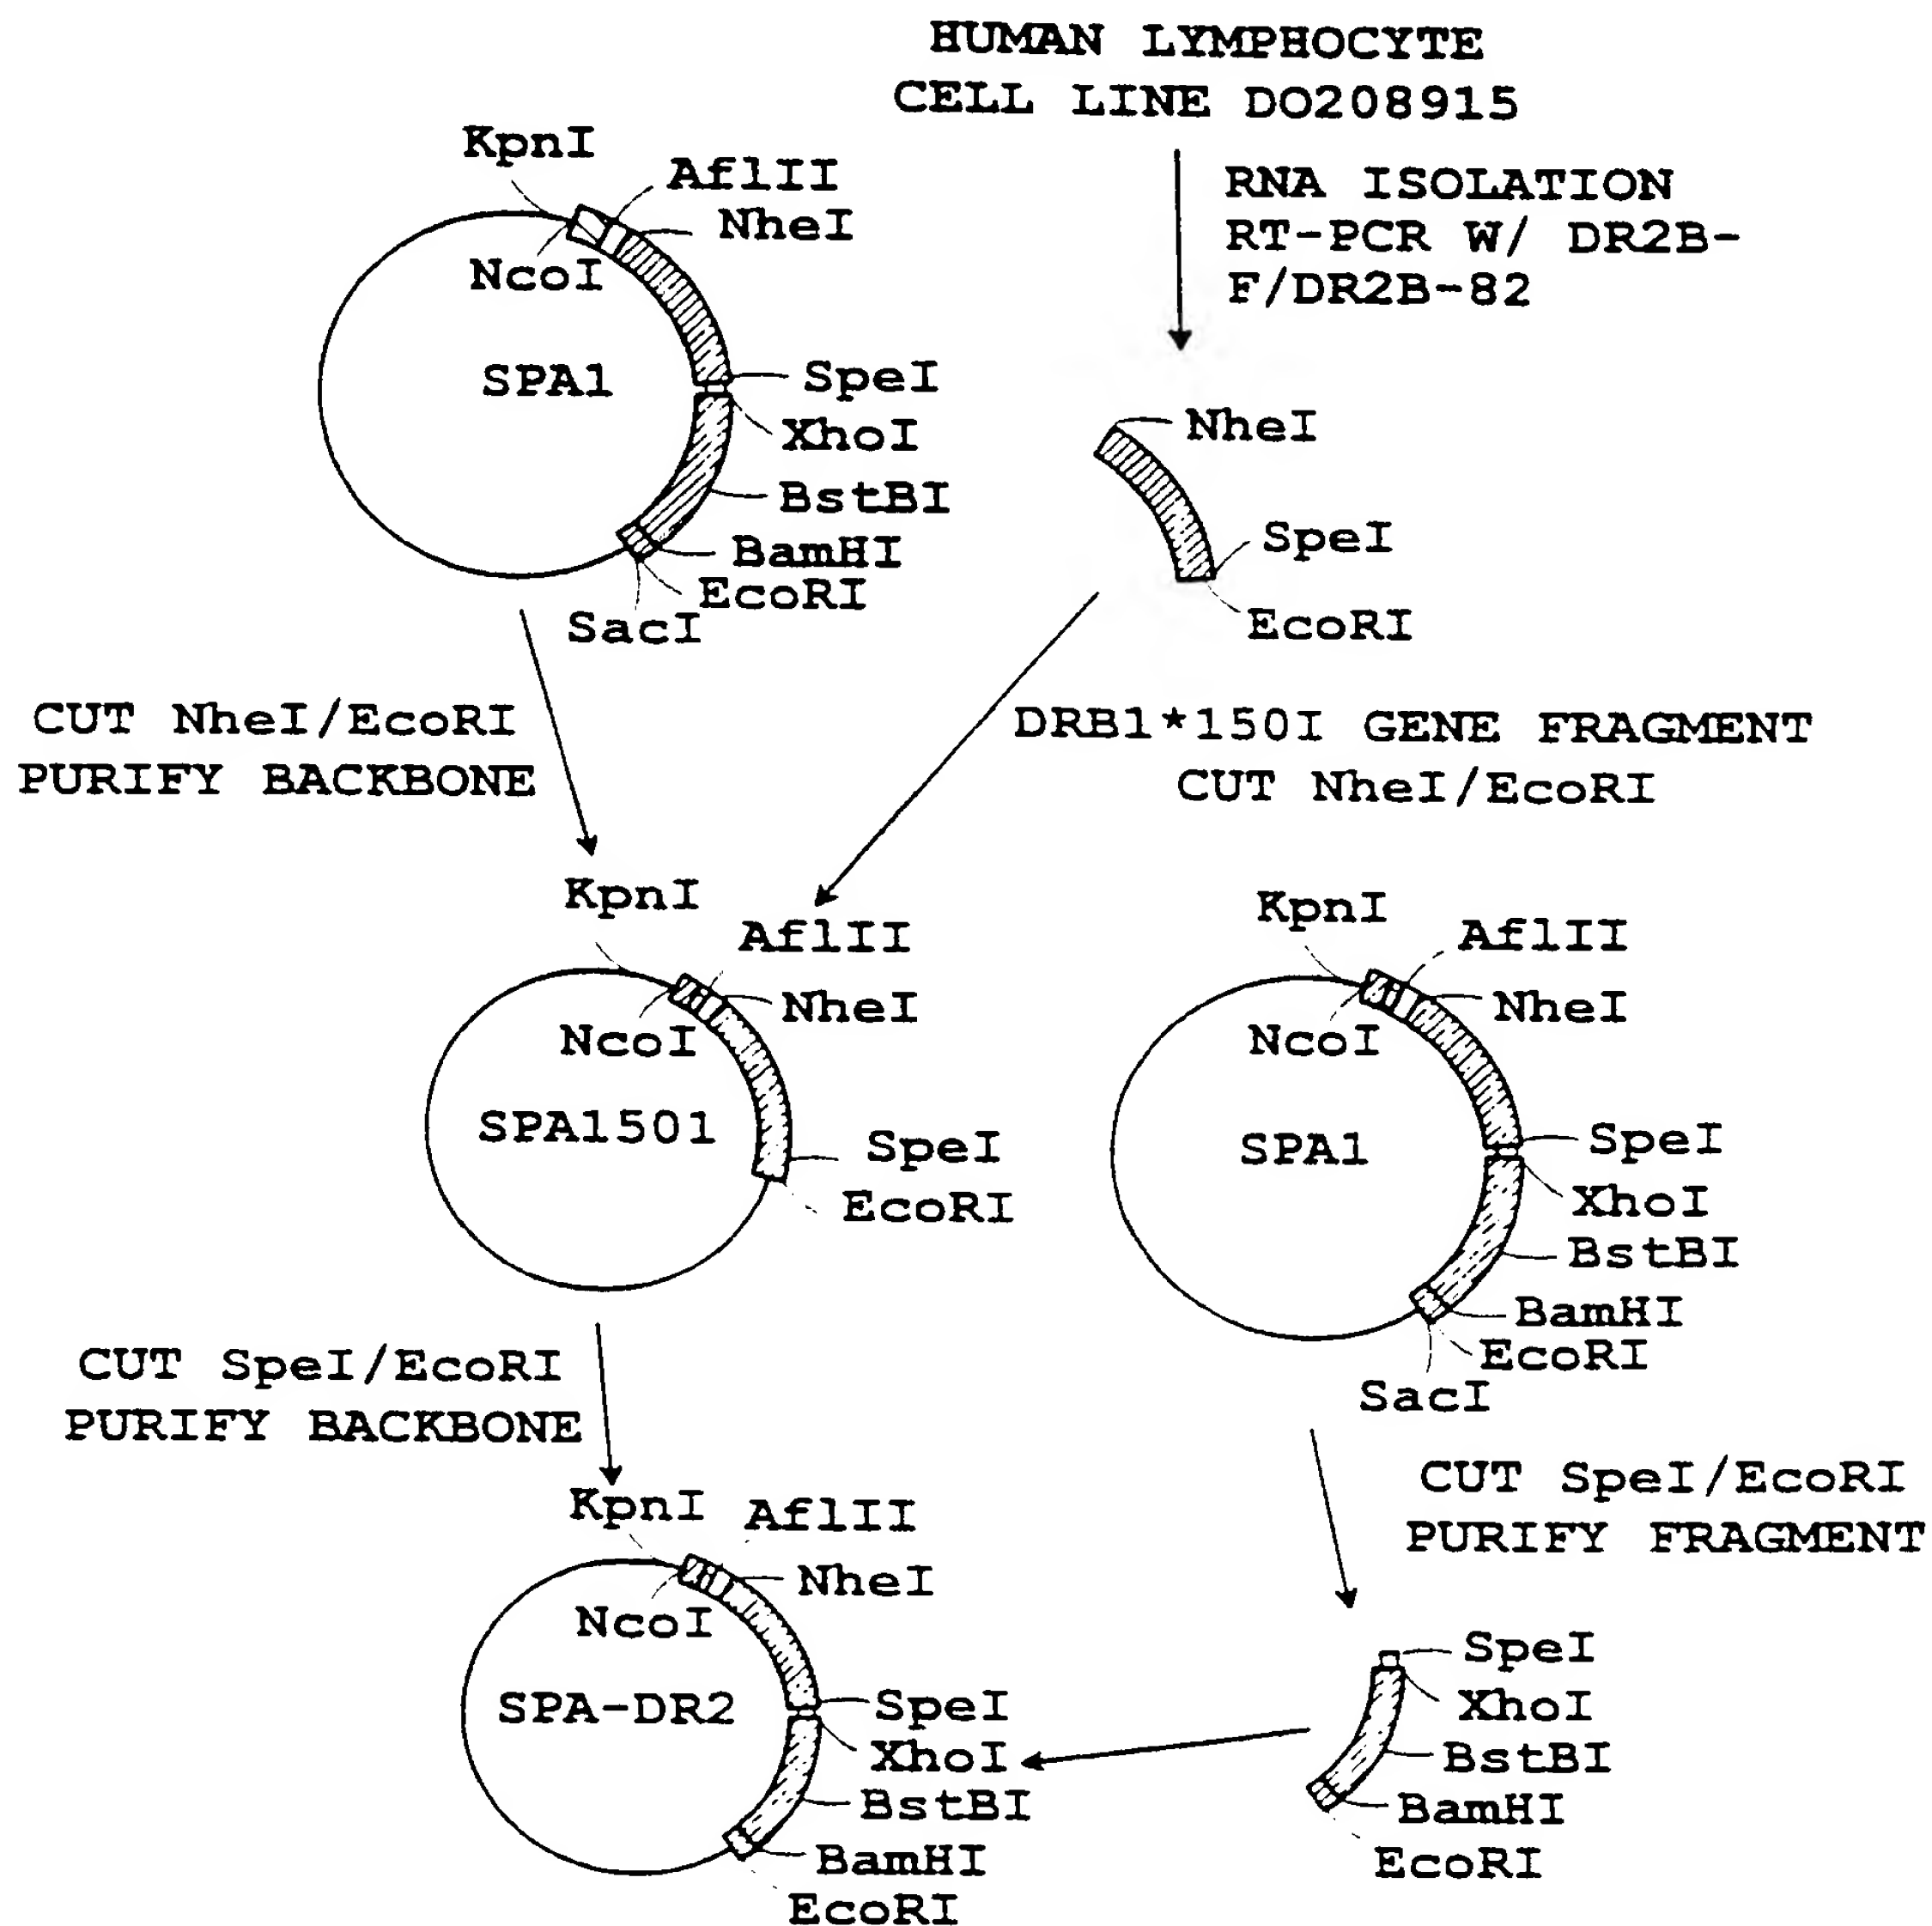 HUMAN LYMPHOCYTE
CELL LINE DO208915
RNA ISOLATION
RT-PCR W/ DR2B-
F/DR2B-82
KpnI
AflII
NheI
NcoI
SPA1
SpeI
XhoI
BstBI
BamHI
EcoRI
SacI
NheI
SpeI
EcoRI
CUT NheI/EcoRI
PURIFY BACKBONE
DRB1*150I GENE FRAGMENT
CUT NheI/EcoRI
KpnI
AflII
NheI
NcoI
SPA1501
SpeI
EcoRI
KpnI
AflII
NheI
NcoI
SPA1
SpeI
XhoI
BstBI
BamHI
EcoRI
SacI
CUT SpeI/EcoRI
PURIFY BACKBONE
CUT SpeI/EcoRI
PURIFY FRAGMENT
KpnI
AflII
NheI
NcoI
SPA-DR2
SpeI
XhoI
BstBI
BamHI
EcoRI
SpeI
XhoI
BstBI
BamHI
EcoRI